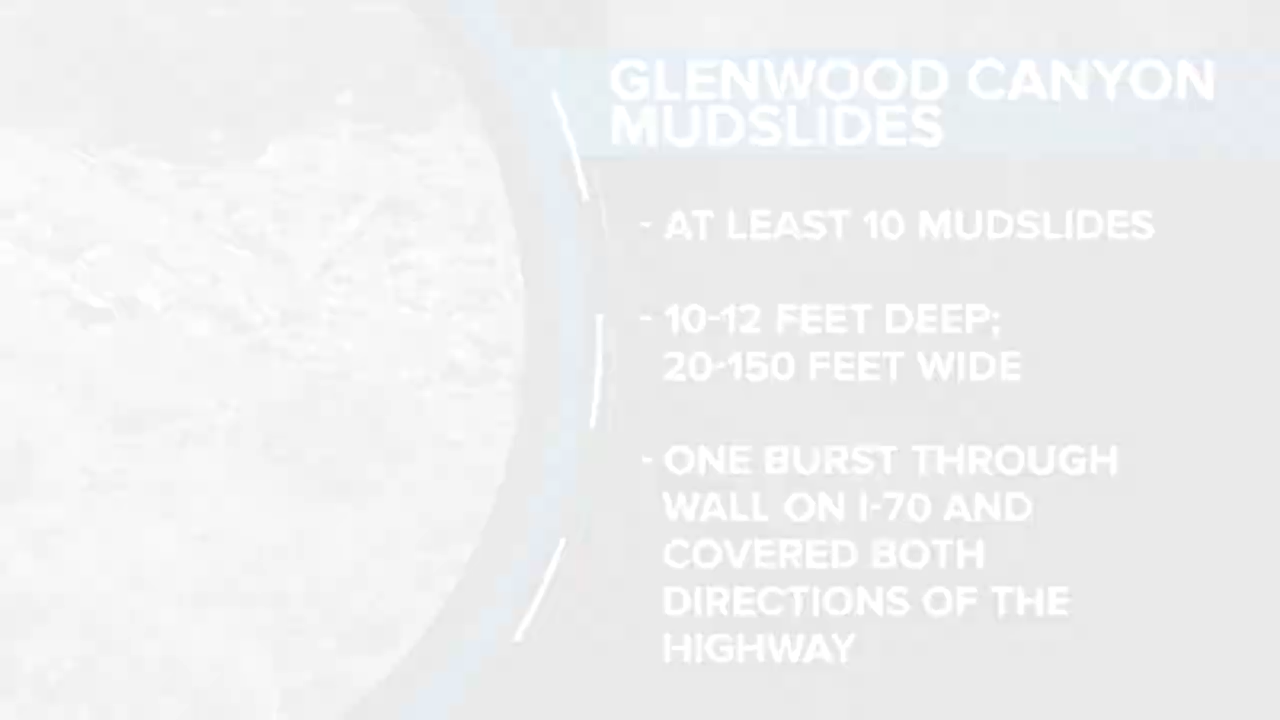 GLENWOOD CANYON
MUDSLIDES
- AT LEAST 10 MUDSLIDES
- 10-12 FEET DEEP;
20-150 FEET WIDE
- ONE BURST THROUGH
WALL ON I-70 AND
COVERED BOTH
DIRECTIONS OF THE
HIGHWAY